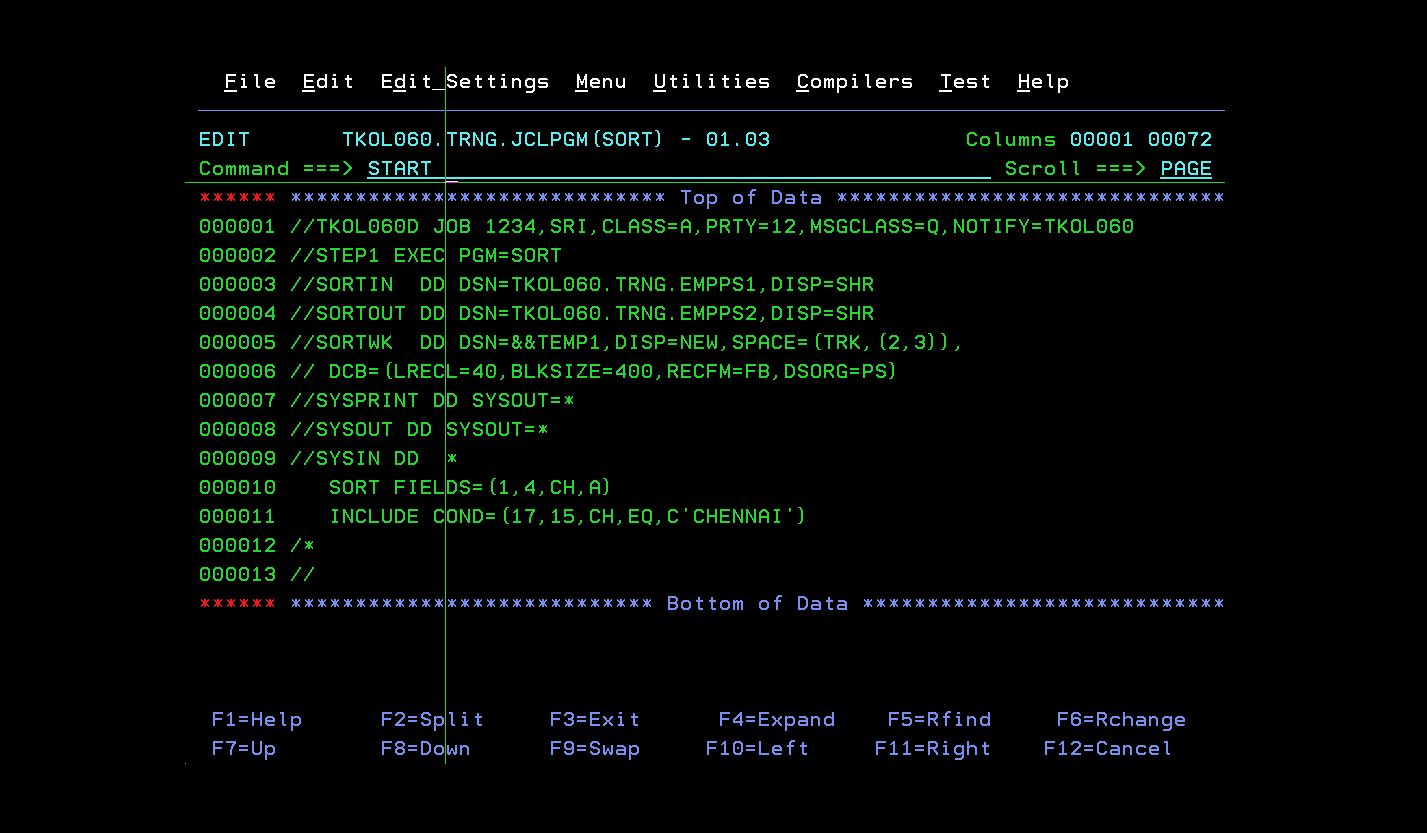 File  Edit  Edit_Settings  Menu  Utilities  Compilers  Test  Help
EDIT       TKOL060.TRNG.JCLPGM(SORT) - 01.03               Columns 00001 00072
Command ===> START                                            Scroll ===> PAGE
****** ***************************** Top of Data ******************************
000001 //TKOL060D JOB 1234,SRI,CLASS=A,PRTY=12,MSGCLASS=Q,NOTIFY=TKOL060
000002 //STEP1 EXEC PGM=SORT
000003 //SORTIN  DD DSN=TKOL060.TRNG.EMPPS1,DISP=SHR
000004 //SORTOUT DD DSN=TKOL060.TRNG.EMPPS2,DISP=SHR
000005 //SORTWK  DD DSN=&&TEMP1,DISP=NEW,SPACE=(TRK,(2,3)),
000006 // DCB=(LRECL=40,BLKSIZE=400,RECFM=FB,DSORG=PS)
000007 //SYSPRINT DD SYSOUT=*
000008 //SYSOUT DD SYSOUT=*
000009 //SYSIN DD  *
000010    SORT FIELDS=(1,4,CH,A)
000011    INCLUDE COND=(17,15,CH,EQ,C'CHENNAI')
000012 /*
000013 //
****** **************************** Bottom of Data ****************************
F1=Help      F2=Split     F3=Exit      F4=Expand    F5=Rfind     F6=Rchange
F7=Up        F8=Down      F9=Swap     F10=Left     F11=Right    F12=Cancel